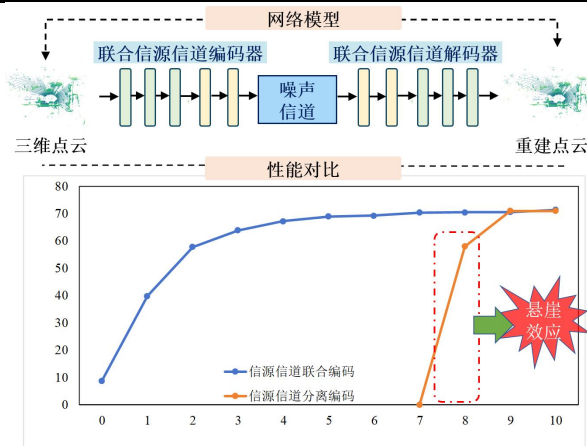 网络模型
联合信源信道编码器
联合信源信道解码器
噪声
信道
三维点云
重建点云
性能对比
80
70
60
50
40
30
20
10
0
悬崖
效应
信源信道联合编码
信源信道分离编码
0 1 2 3 4 5 6 7 8 9 10